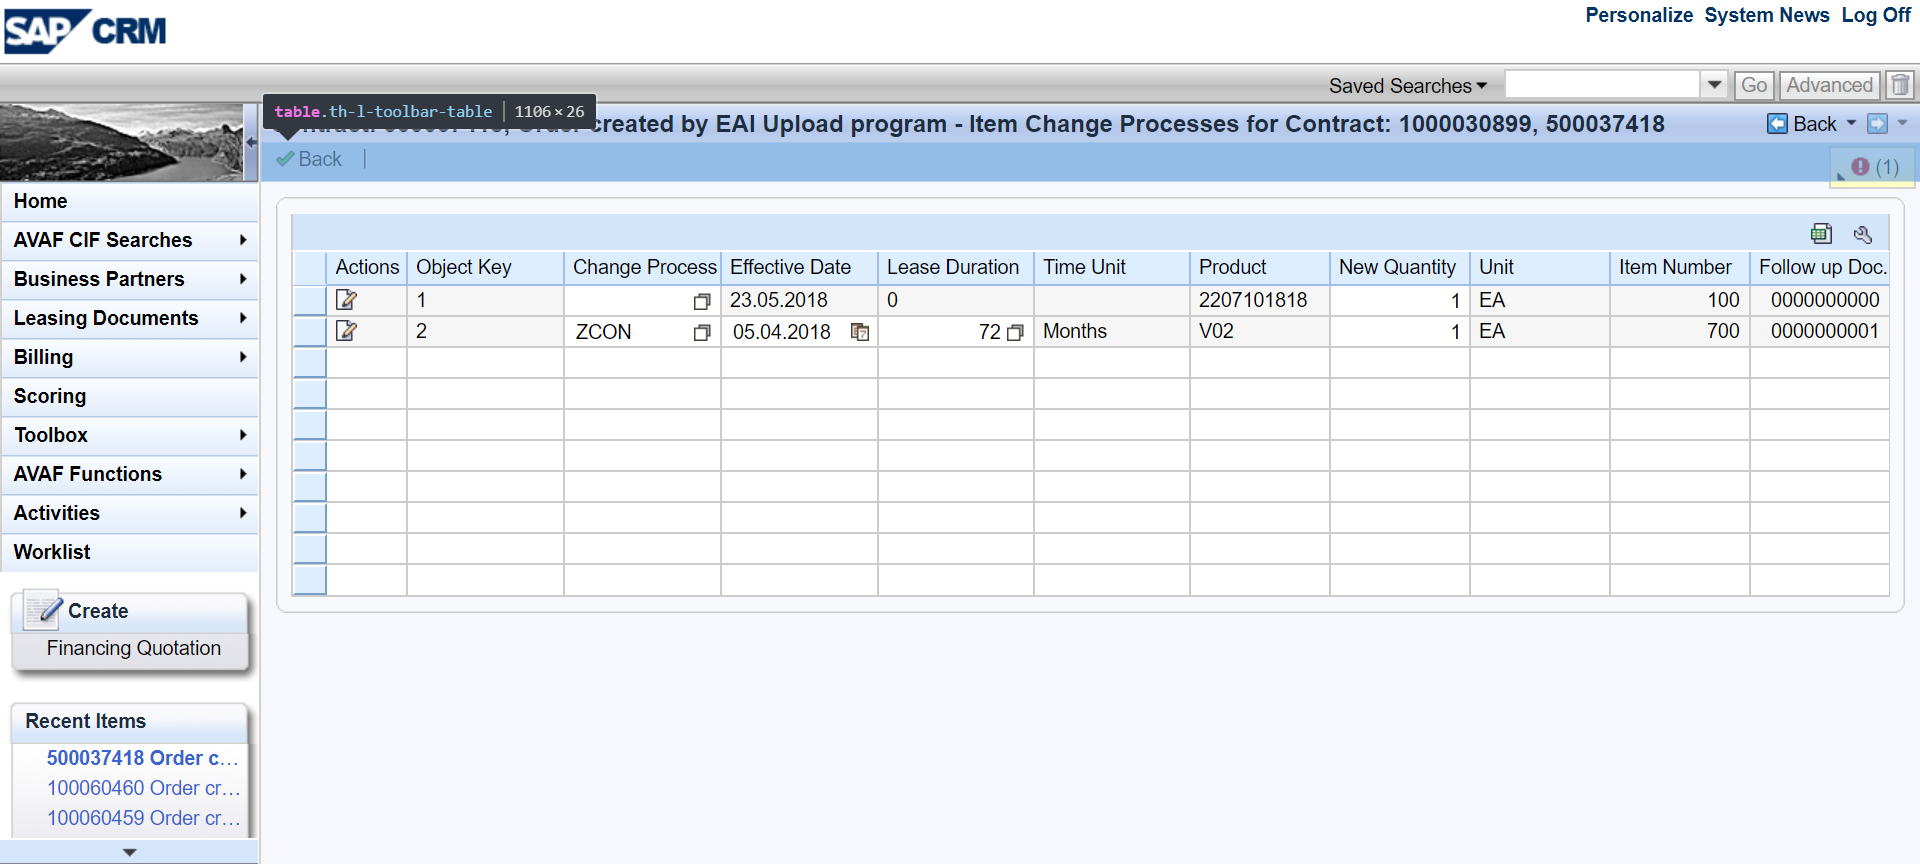 SAP CRM
Personalize System News Log Off
Saved Searches Go Advanced
table.th-l-toolbar-table 1106 × 26
created by EAI Upload program - Item Change Processes for Contract: 1000030899, 500037418
Back
Back
(1)
Home
AVAF CIF Searches
Business Partners
Leasing Documents
Billing
Scoring
Toolbox
AVAF Functions
Activities
Worklist
Create
Financing Quotation
Recent Items
500037418 Order c...
100060460 Order cr...
100060459 Order cr...
Actions Object Key Change Process Effective Date Lease Duration Time Unit Product New Quantity Unit Item Number Follow up Doc.
1 23.05.2018 0 2207101818 1 EA 100 0000000000
2 ZCON 05.04.2018 72 Months V02 1 EA 700 0000000001